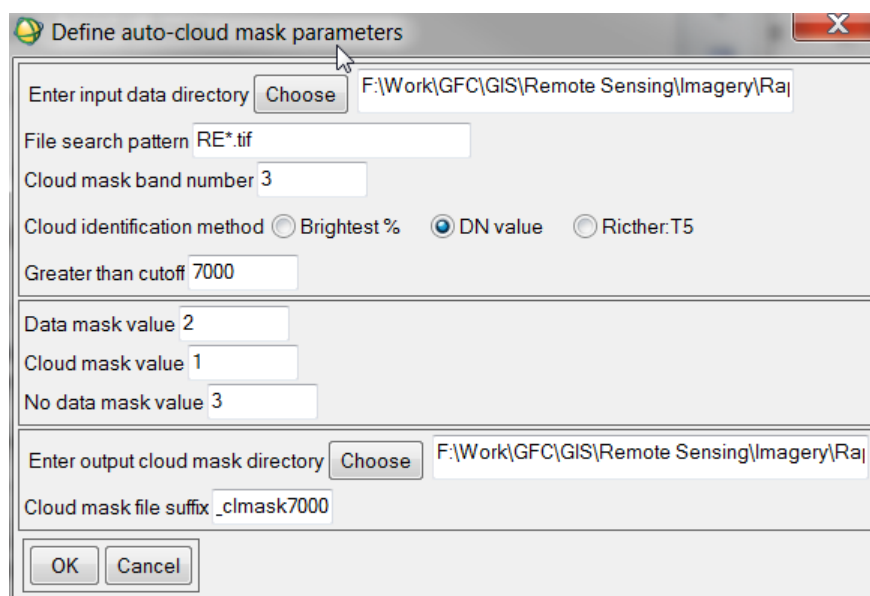 Define auto-cloud mask parameters
X
Enter input data directory Choose F:\Work\GFC\GIS\Remote Sensing\Imagery\Rap
File search pattern RE*.tif
Cloud mask band number 3
Cloud identification method Brightest % DN value Ricther:T5
Greater than cutoff 7000
Data mask value 2
Cloud mask value 1
No data mask value 3
Enter output cloud mask directory Choose F:\Work\GFC\GIS\Remote Sensing\Imagery\Rap
Cloud mask file suffix _clmask7000
OK Cancel